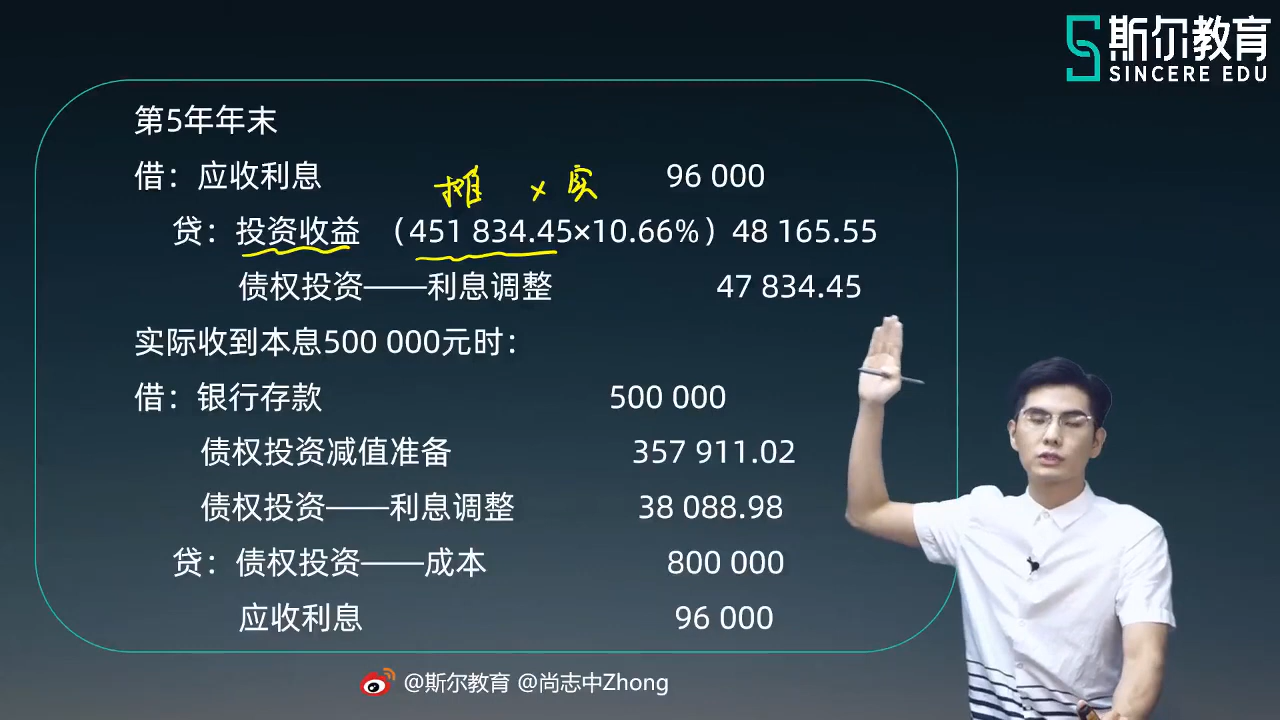 斯尔教育
SINCERE EDU
第5年年末
借：应收利息 96 000
摊 × 实
贷：投资收益 （451 834.45×10.66%）48 165.55
债权投资——利息调整 47 834.45
实际收到本息500 000元时：
借：银行存款 500 000
债权投资减值准备 357 911.02
债权投资——利息调整 38 088.98
贷：债权投资——成本 800 000
应收利息 96 000
@斯尔教育 @尚志中Zhong